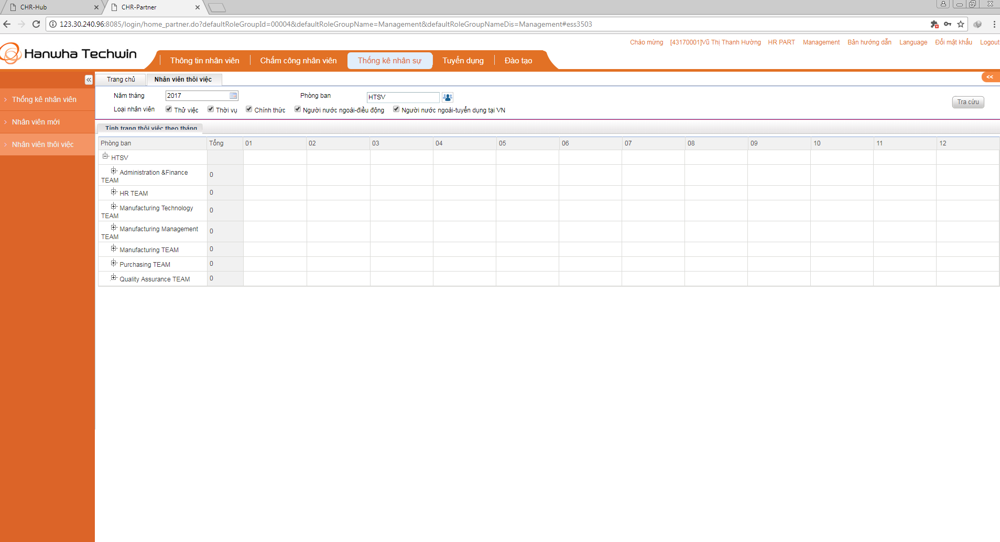 CHR-Hub
CHR-Partner
123.30.240.96:8085/login/home_partner.do?defaultRoleGroupId=00004&defaultRoleGroupName=Management&defaultRoleGroupNameDis=Management#ess3503
Chào mừng [43170001]Vũ Thị Thanh Hường HR PART Management Bản hướng dẫn Language Đổi mật khẩu Logout
Hanwha Techwin
Thông tin nhân viên
Chấm công nhân viên
Thống kê nhân sự
Tuyển dụng
Đào tạo
Trang chủ
Nhân viên thôi việc
<<
Thống kê nhân viên
Nhân viên mới
Nhân viên thôi việc
Năm tháng 2017 Phòng ban HTSV
Tra cứu
Loại nhân viên Thử việc Thời vụ Chính thức Người nước ngoài-điều động Người nước ngoài-tuyển dụng tại VN
Tình trạng thôi việc theo tháng
Phòng ban Tổng 01 02 03 04 05 06 07 08 09 10 11 12
HTSV
Administration &Finance
TEAM 0
HR TEAM 0
Manufacturing Technology
TEAM 0
Manufacturing Management
TEAM 0
Manufacturing TEAM 0
Purchasing TEAM 0
Quality Assurance TEAM 0